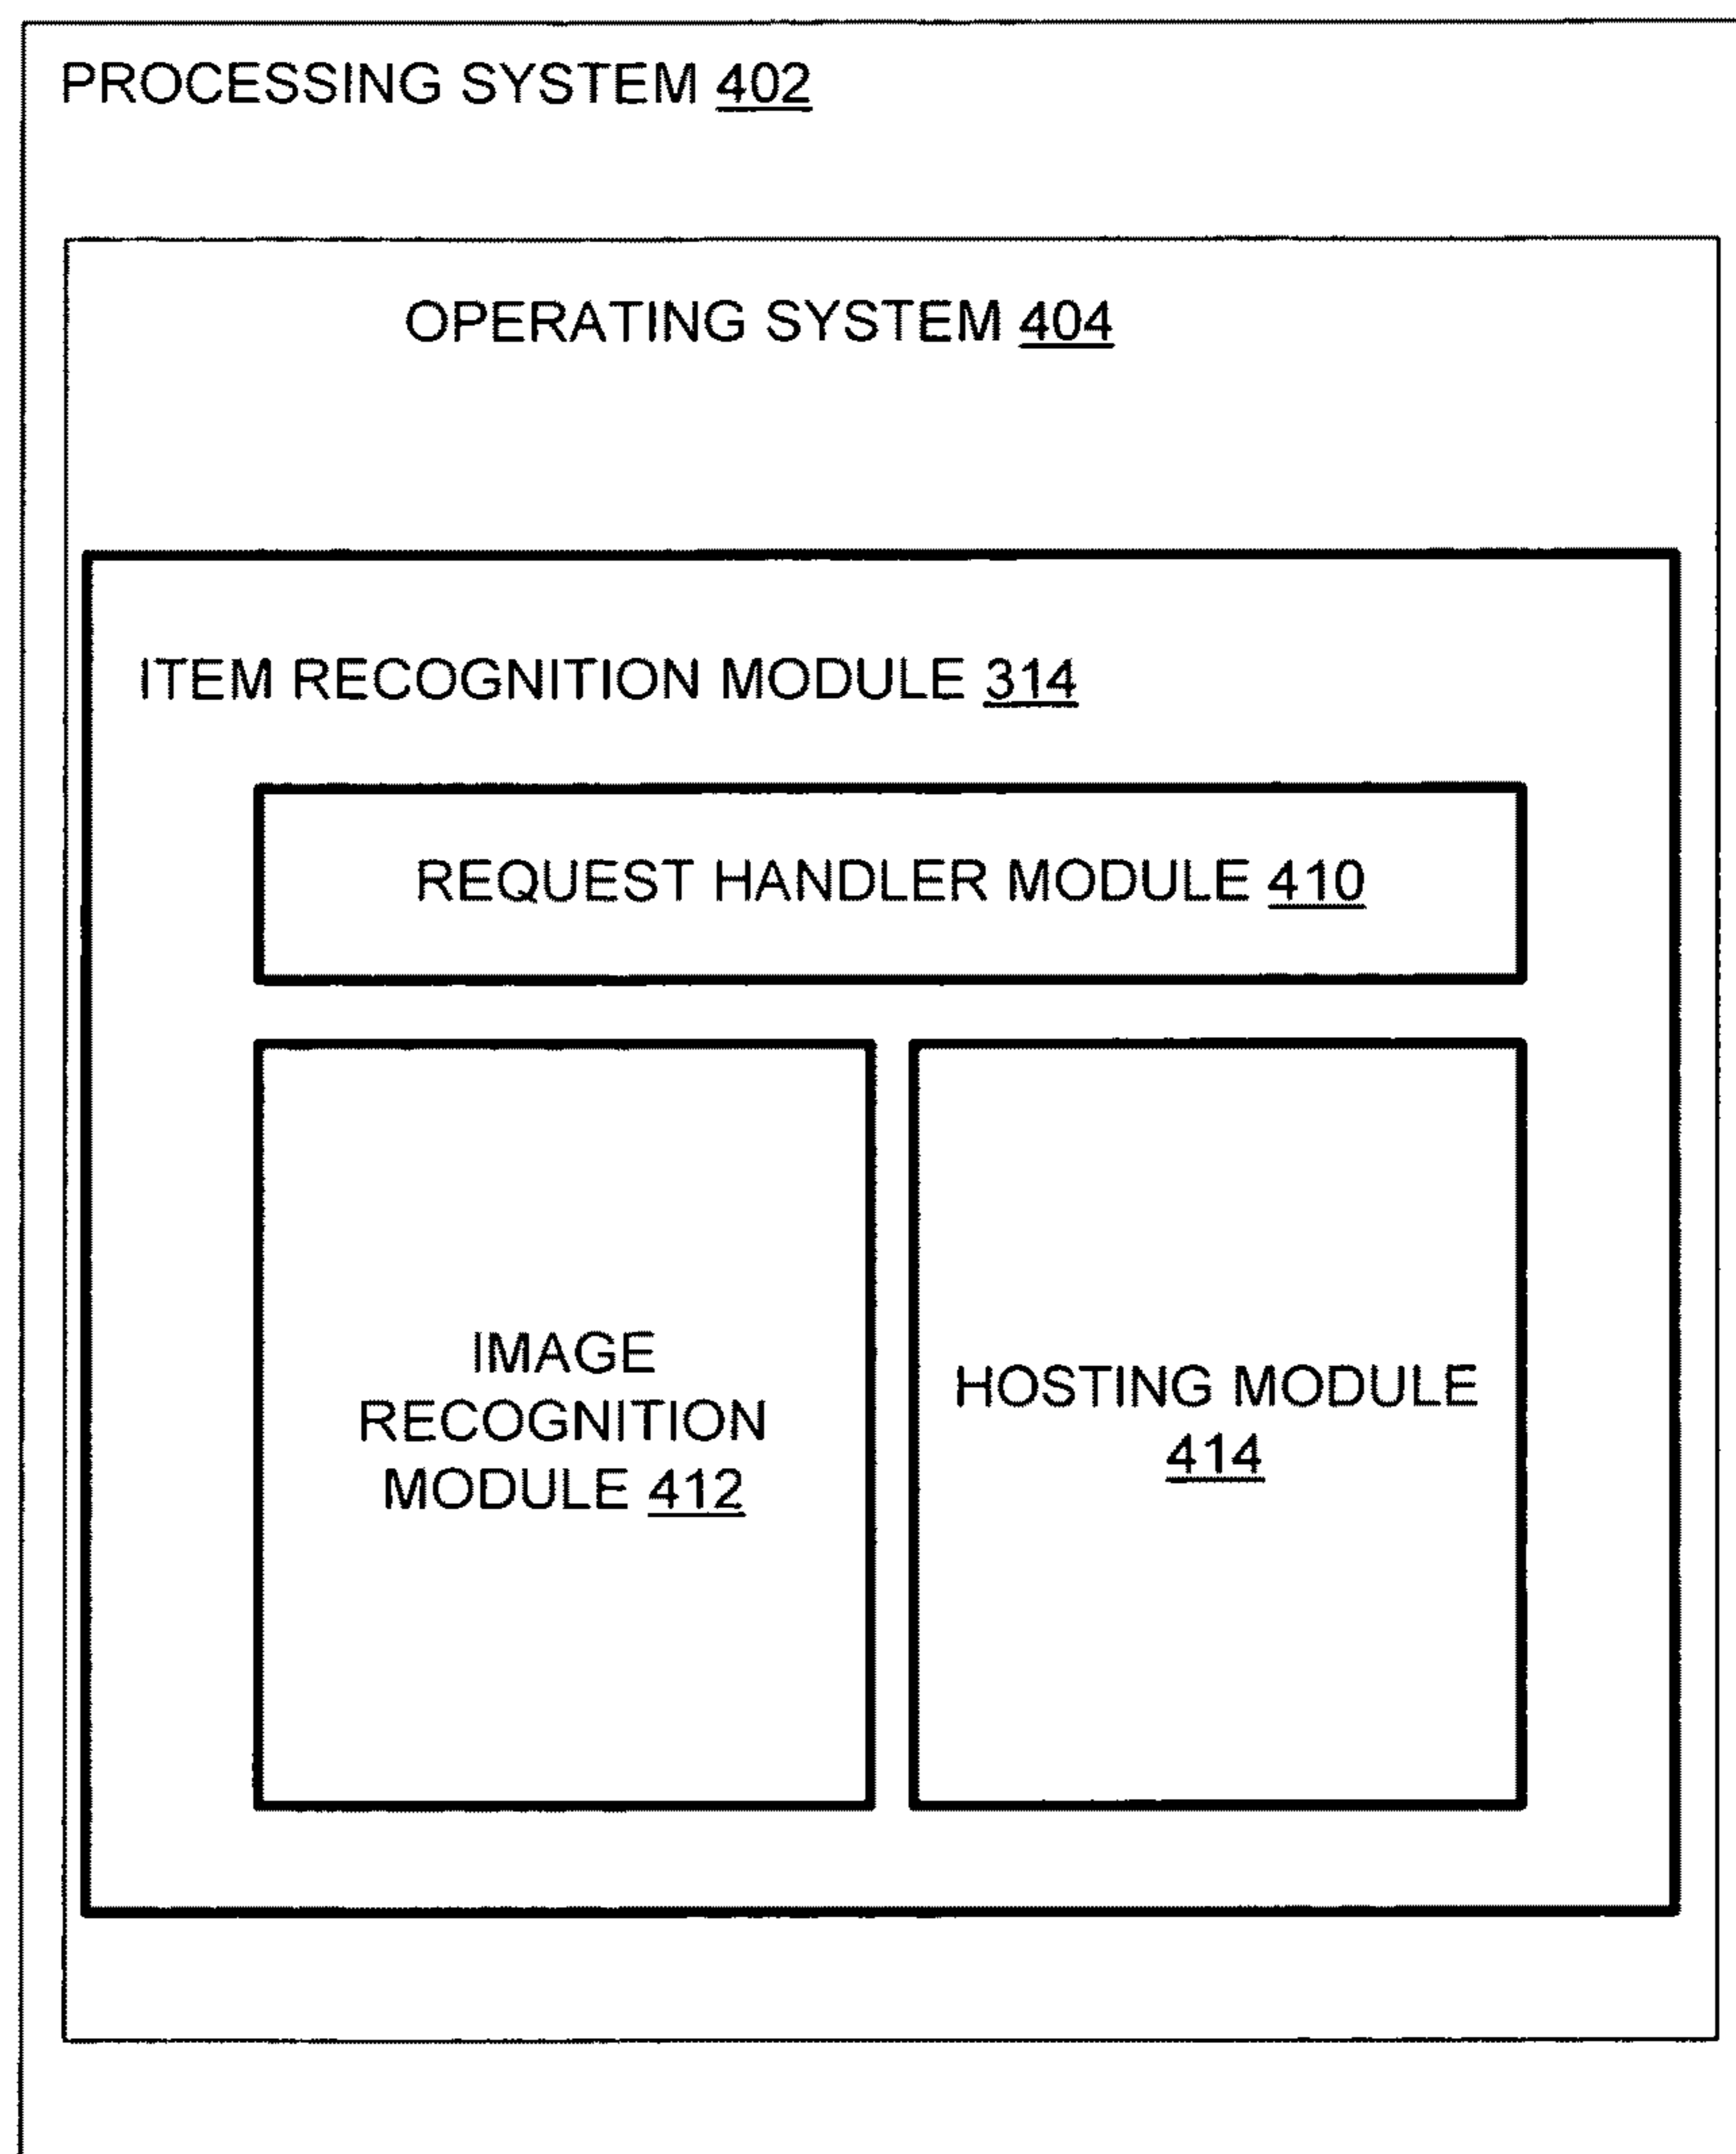 PROCESSING SYSTEM 402
OPERATING SYSTEM 404
ITEM RECOGNITION MODULE 314
REQUEST HANDLER MODULE 410
IMAGE
RECOGNITION
MODULE 412
HOSTING MODULE
414